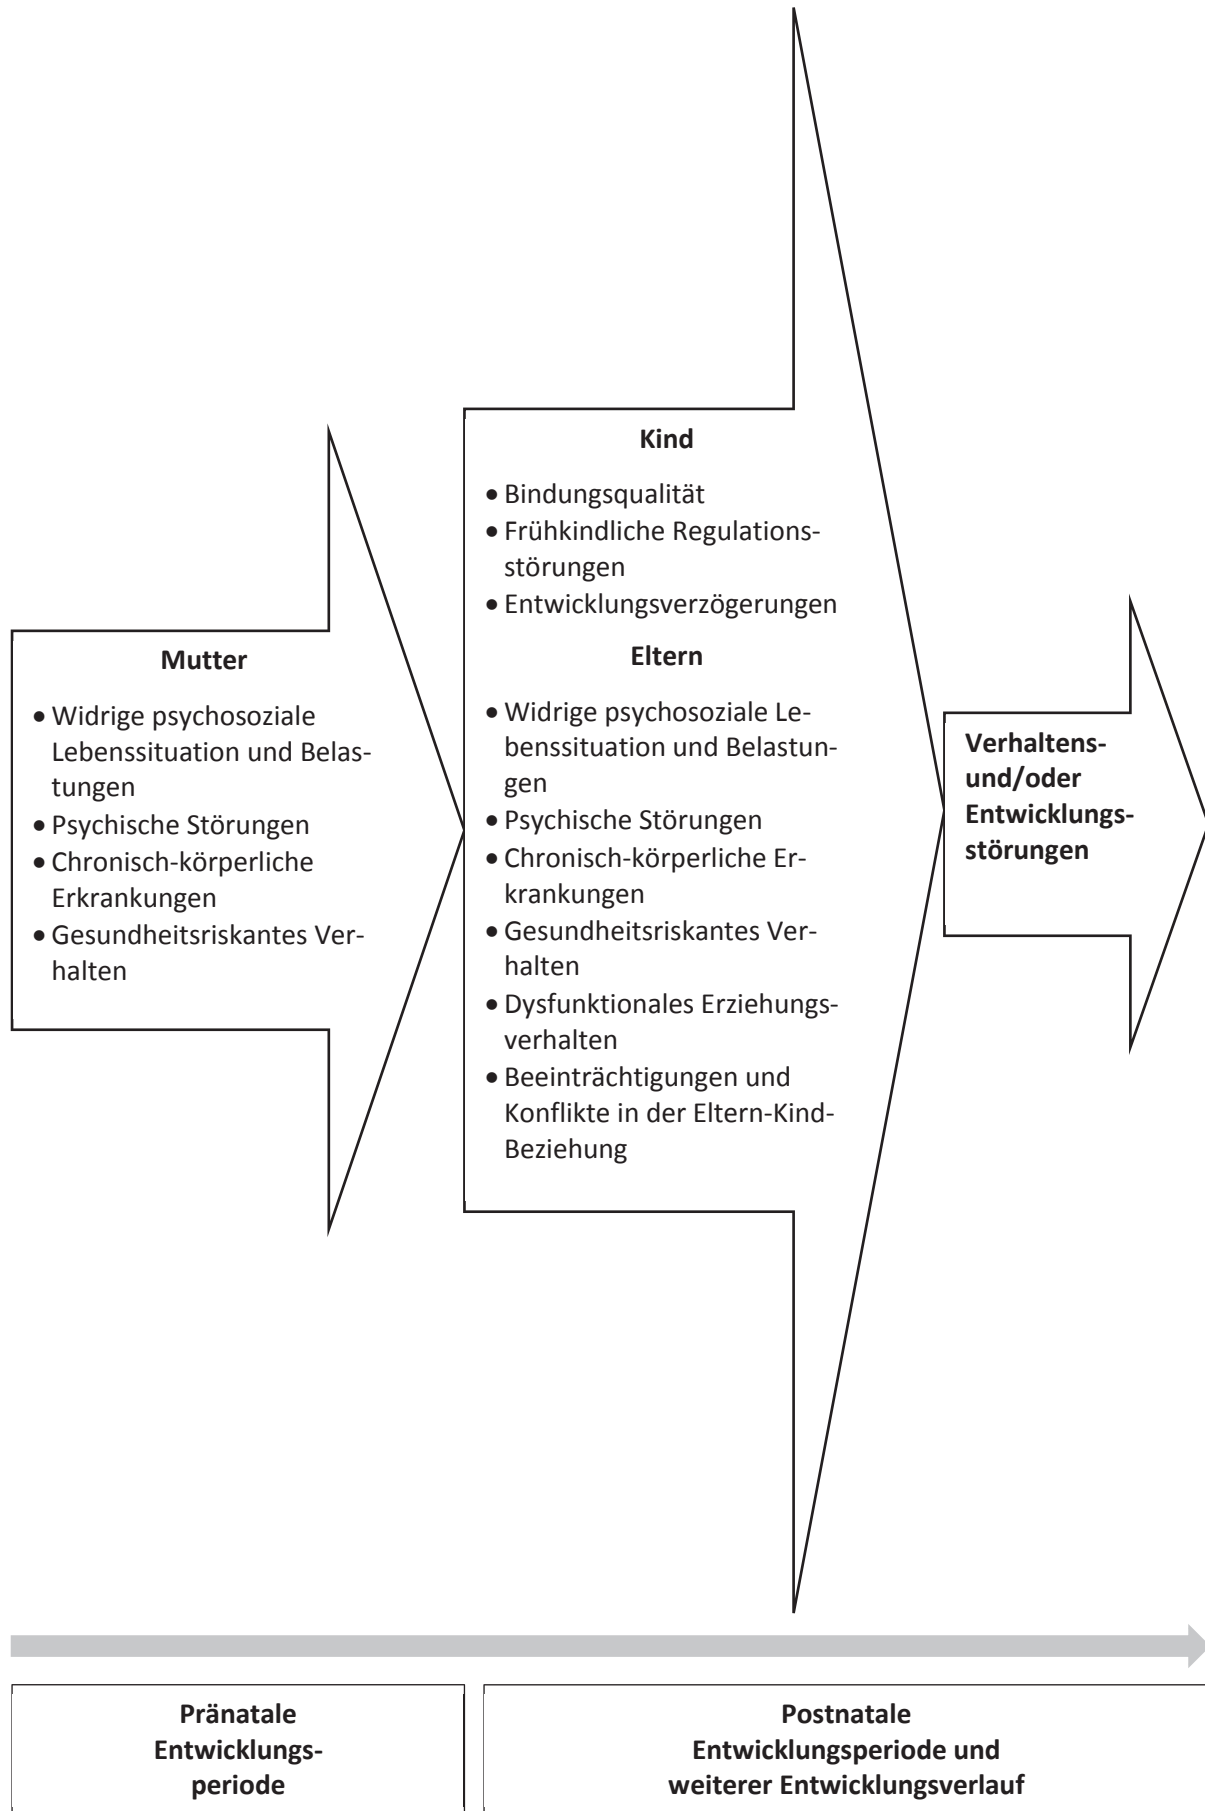 Mutter
• Widrige psychosoziale
Lebenssituation und Belas-
tungen
• Psychische Störungen
• Chronisch-körperliche
Erkrankungen
• Gesundheitsriskantes Ver-
halten
Kind
• Bindungsqualität
• Frühkindliche Regulations-
störungen
• Entwicklungsverzögerungen
Eltern
• Widrige psychosoziale Le-
benssituation und Belastun-
gen
• Psychische Störungen
• Chronisch-körperliche Er-
krankungen
• Gesundheitsriskantes Ver-
halten
• Dysfunktionales Erziehungs-
verhalten
• Beeinträchtigungen und
Konflikte in der Eltern-Kind-
Beziehung
Verhaltens-
und/oder
Entwicklungs-
störungen
Pränatale
Entwicklungs-
periode
Postnatale
Entwicklungsperiode und
weiterer Entwicklungsverlauf